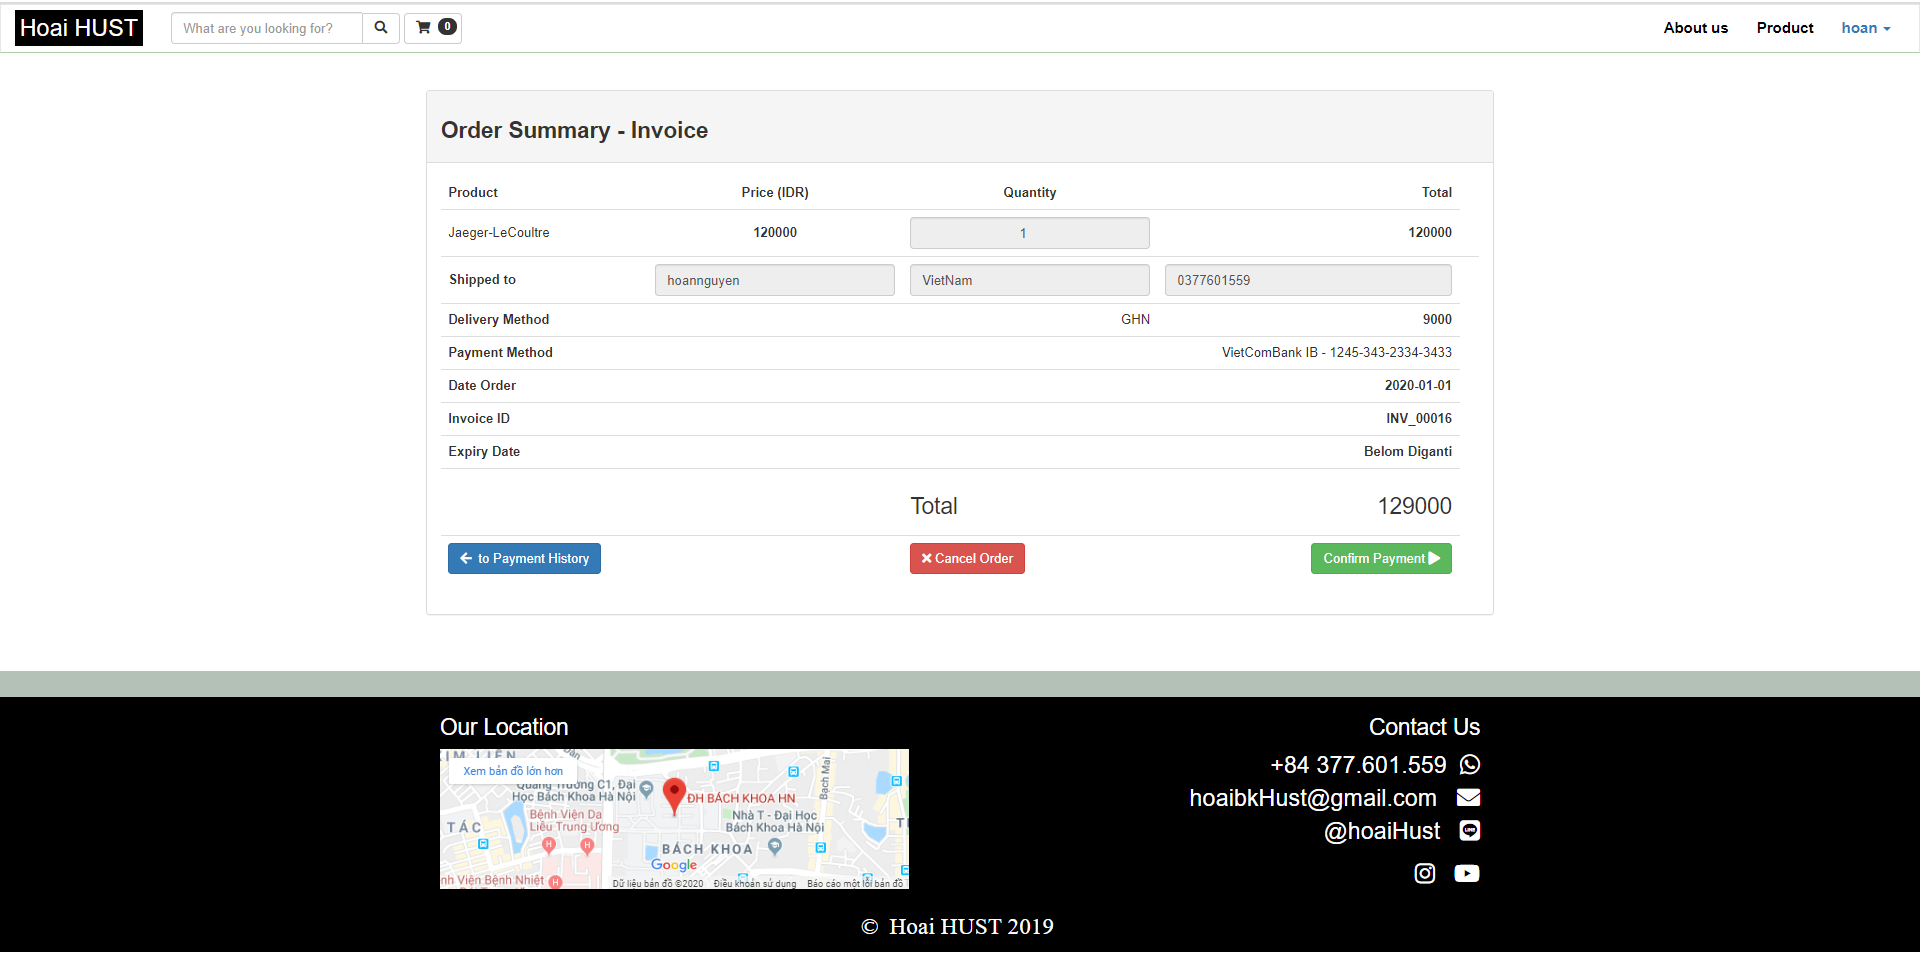 Hoai HUST What are you looking for? 0 About us Product hoan
Order Summary - Invoice
Product Price (IDR) Quantity Total
Jaeger-LeCoultre 120000 1 120000
Shipped to hoannguyen VietNam 0377601559
Delivery Method GHN 9000
Payment Method VietComBank IB - 1245-343-2334-3433
Date Order 2020-01-01
Invoice ID INV_00016
Expiry Date Belom Diganti
Total 129000
to Payment History Cancel Order Confirm Payment
Our Location
KIM LIÊN
Xem bản đồ lớn hơn
Quảng Trường C1, Đại
Học Bách Khoa Hà Nội
ĐH BÁCH KHOA HN
Bạch Mai
Bệnh Viện Da
Liễu Trung Ương
Nhà T - Đại Học
Bách Khoa Hà Nội
TÁC
BÁCH KHOA
Google
nh Viện Bệnh Nhiệt
Dữ liệu bản đồ ©2020 Điều khoản sử dụng Báo cáo một lỗi bản đồ
Contact Us
+84 377.601.559
hoaibkHust@gmail.com
@hoaiHust
LINE
© Hoai HUST 2019